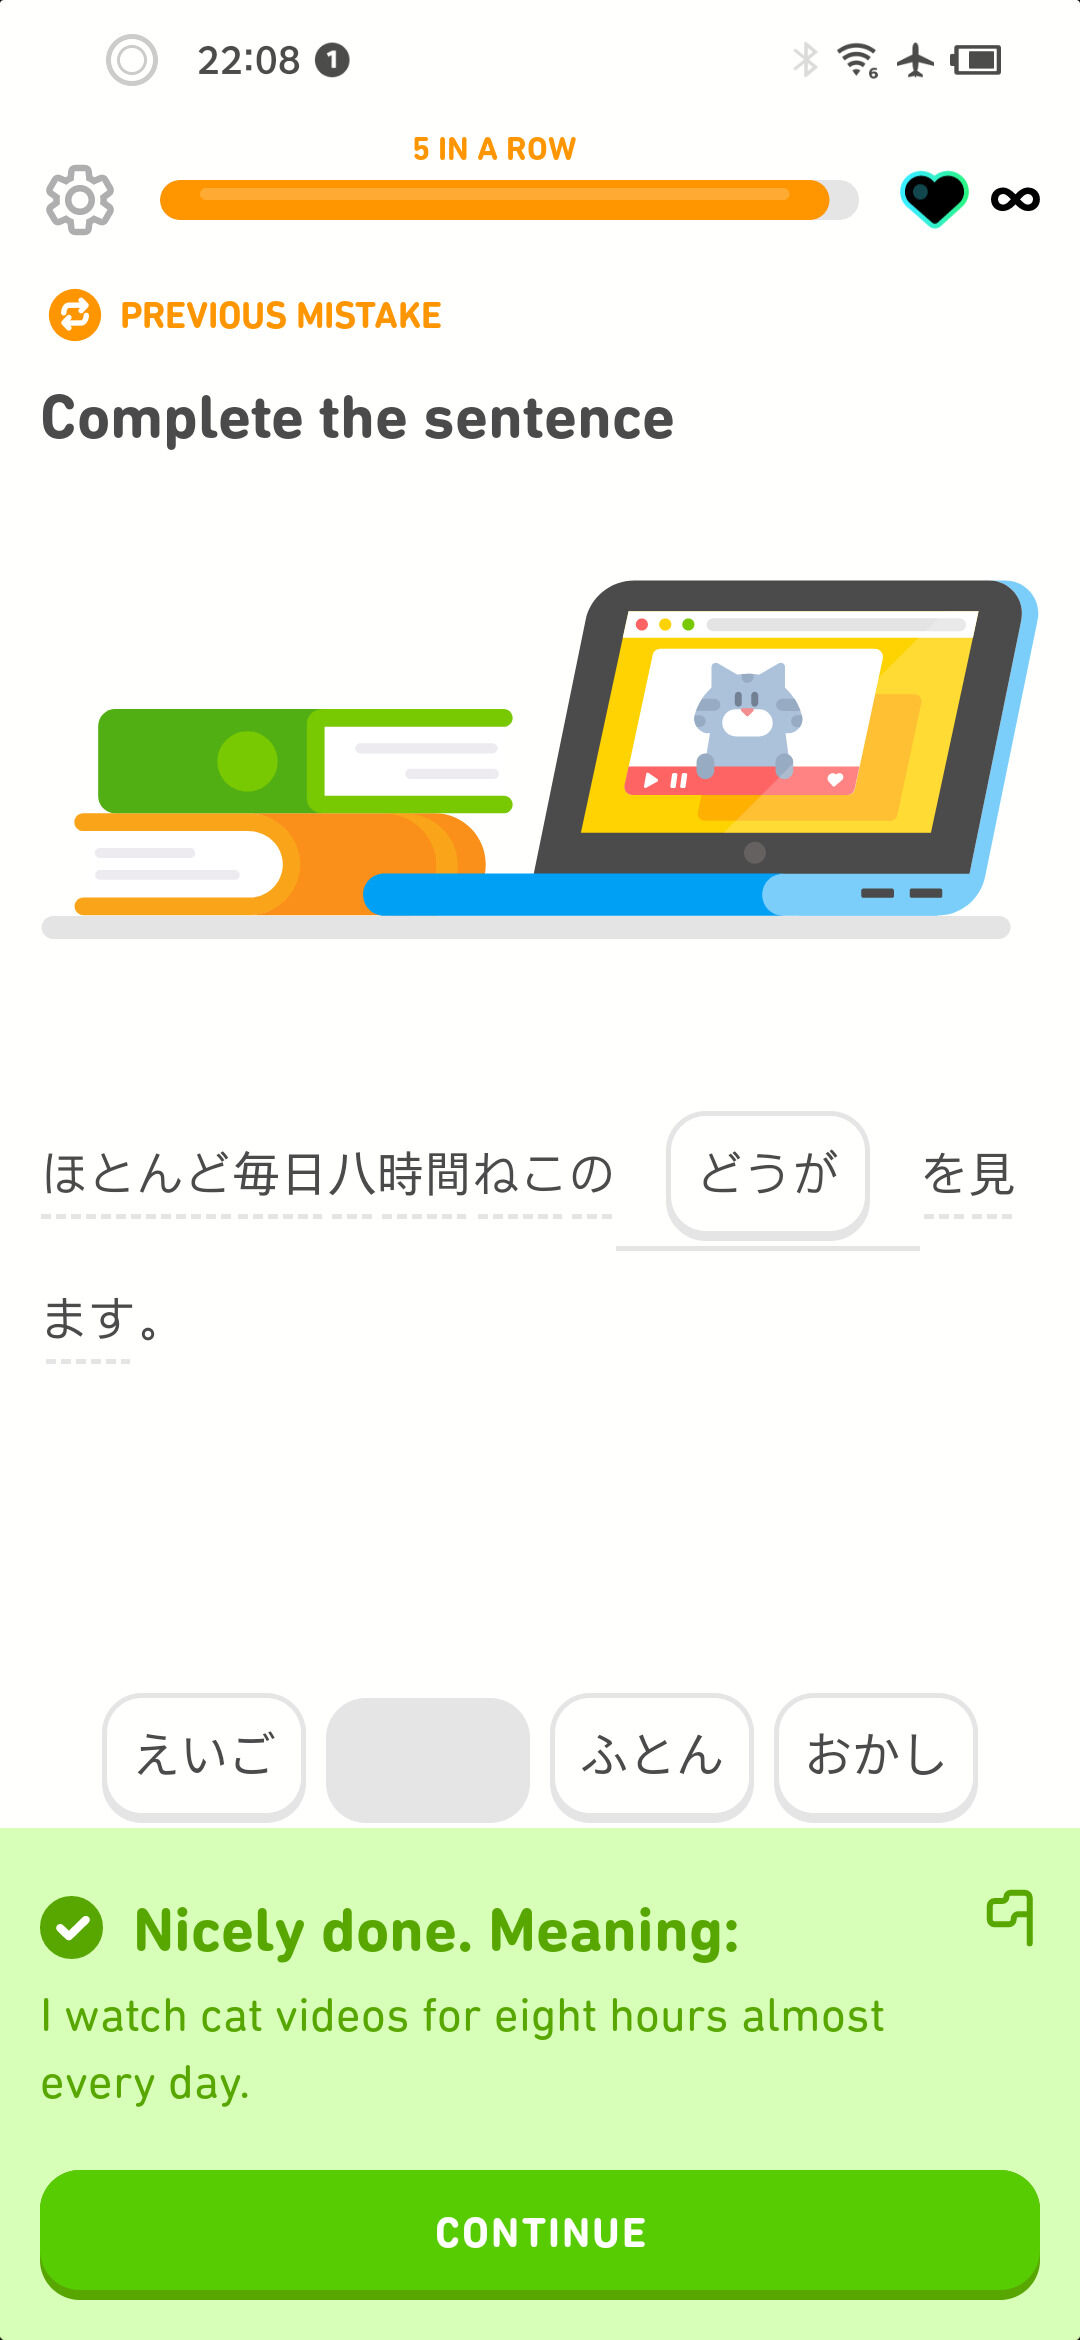 22:08 1
6
5 IN A ROW
PREVIOUS MISTAKE
Complete the sentence
ほとんど毎日八時間ねこの どうが を見
ます。
えいご ふとん おかし
Nicely done. Meaning:
I watch cat videos for eight hours almost
every day.
CONTINUE